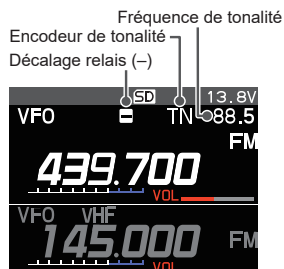 Fréquence de tonalité
Encodeur de tonalité
Décalage relais (–)
SD 13.8V
VFO – TN 88.5
FM
439.700
VOL
VFO VHF
145.000 FM
VOL